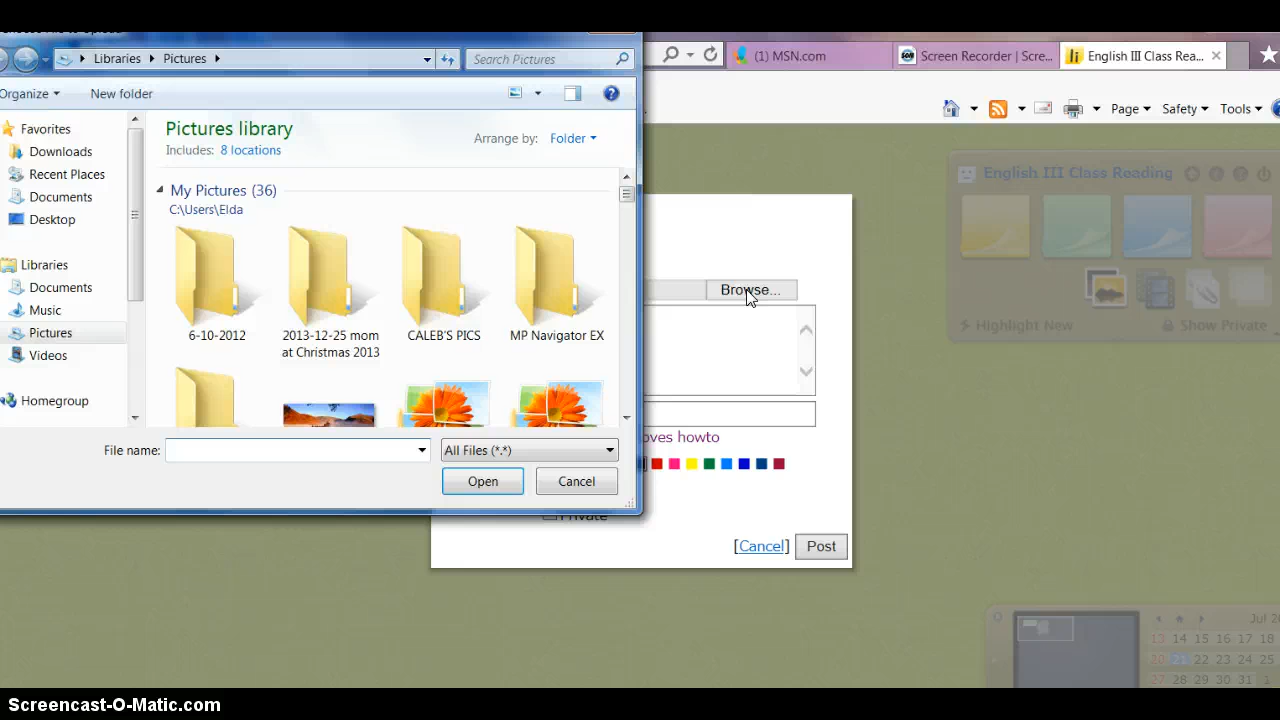 Libraries Pictures
Search Pictures
(1) MSN.com
Screen Recorder | Scre...
English III Class Rea...
Organize
New folder
Page
Safety
Tools
Favorites
Downloads
Recent Places
Documents
Desktop
Libraries
Documents
Music
Pictures
Videos
Homegroup
Pictures library
Includes: 8 locations
Arrange by: Folder
My Pictures (36)
C:\Users\Elda
6-10-2012
2013-12-25 mom
at Christmas 2013
CALEB'S PICS
MP Navigator EX
File name:
All Files (*.*)
Open
Cancel
Browse...
oves howto
Private
[Cancel]
Post
English III Class Reading
Highlight New
Show Private
Jul 20
13 14 15 16 17 18
20 21 22 23 24 25
27 28 29 30 31 1
Screencast-O-Matic.com